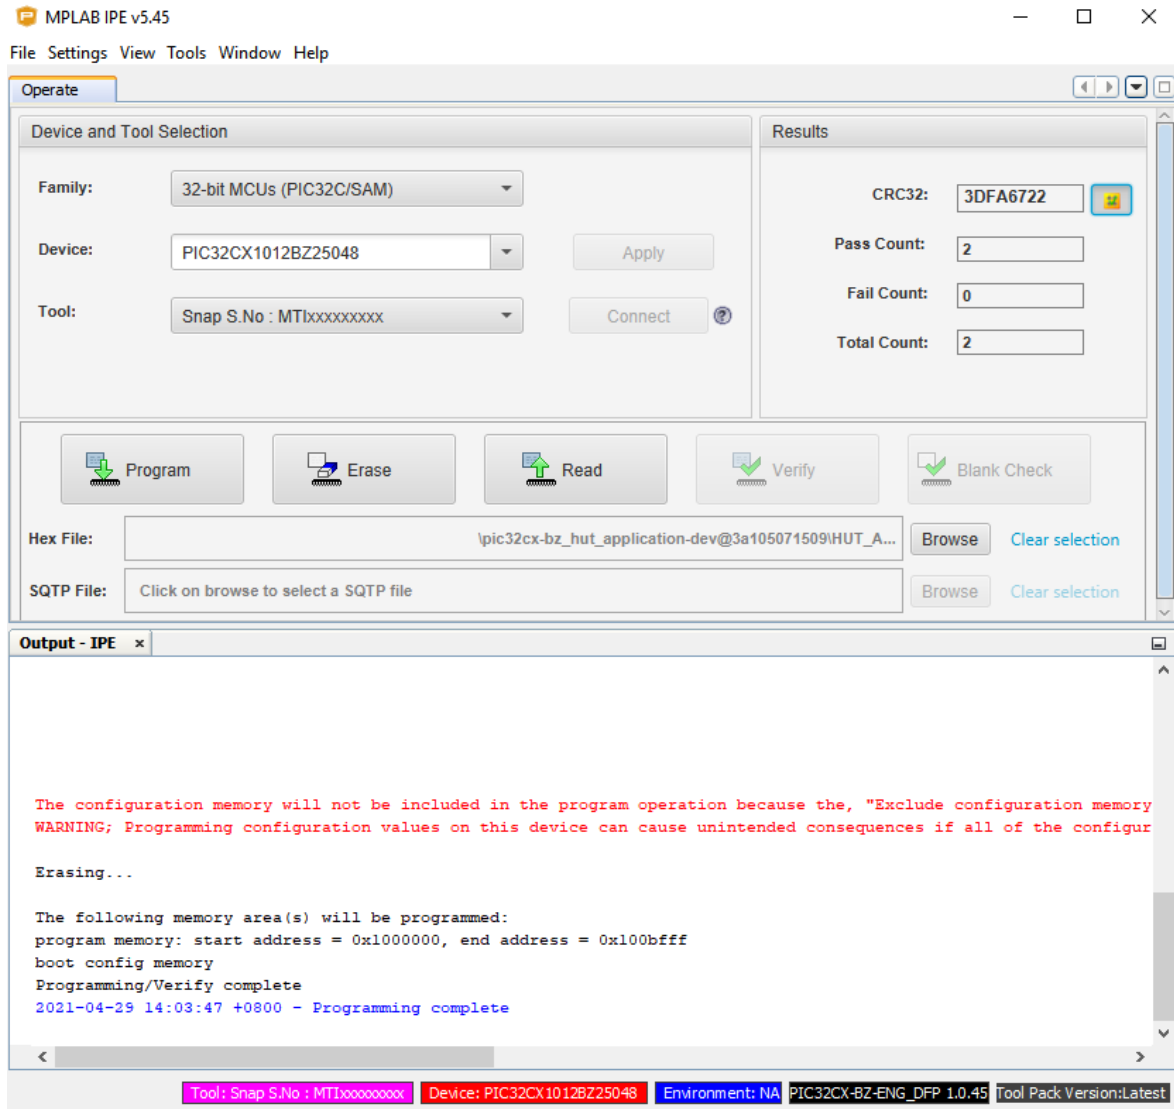 MPLAB IPE v5.45
File Settings View Tools Window Help
Operate
Device and Tool Selection
Results
Family:
32-bit MCUs (PIC32C/SAM)
CRC32:
3DFA6722
Device:
PIC32CX1012BZ25048
Apply
Pass Count:
2
Fail Count:
0
Tool:
Snap S.No : MTIxxxxxxxxx
Connect
?
Total Count:
2
Program
Erase
Read
Verify
Blank Check
Hex File:
\pic32cx-bz_hut_application-dev@3a105071509\HUT_A...
Browse
Clear selection
SQTP File:
Click on browse to select a SQTP file
Browse
Clear selection
Output - IPE x
The configuration memory will not be included in the program operation because the, "Exclude configuration memory
WARNING; Programming configuration values on this device can cause unintended consequences if all of the configur
Erasing...
The following memory area(s) will be programmed:
program memory: start address = 0x1000000, end address = 0x100bfff
boot config memory
Programming/Verify complete
2021-04-29 14:03:47 +0800 - Programming complete
Tool: Snap S.No : MTIxxxxxxxxx
Device: PIC32CX1012BZ25048
Environment: NA
PIC32CX-BZ-ENG_DFP 1.0.45
Tool Pack Version:Latest